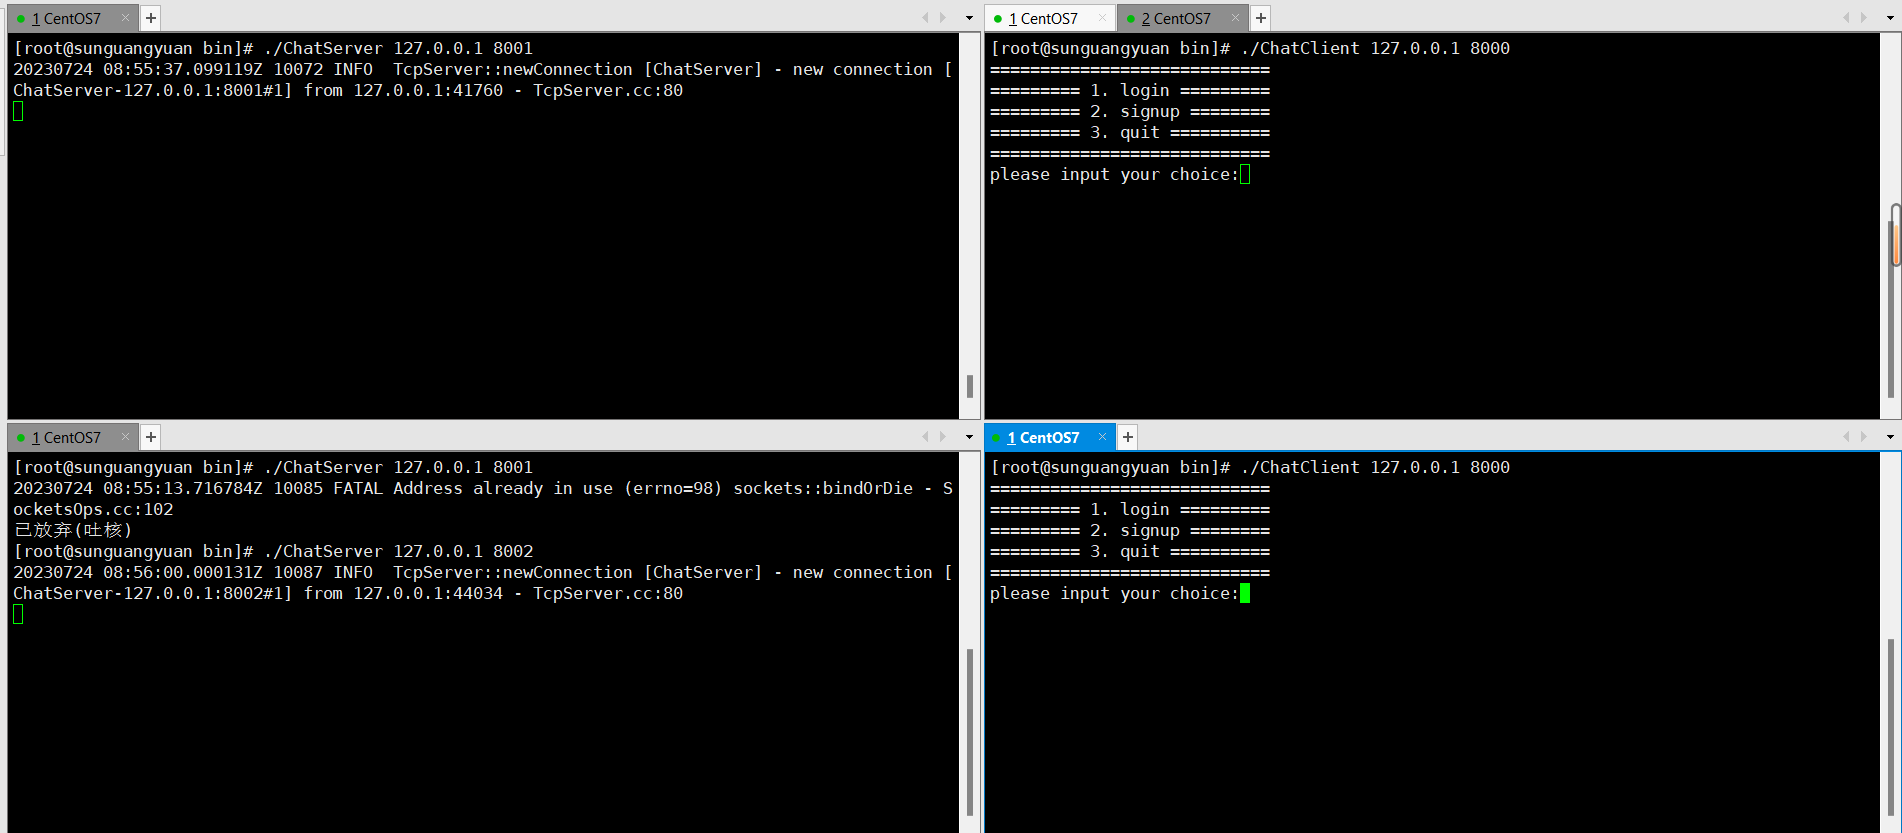 1 CentOS7
[root@sunguangyuan bin]# ./ChatServer 127.0.0.1 8001
20230724 08:55:37.099119Z 10072 INFO  TcpServer::newConnection [ChatServer] - new connection [
ChatServer-127.0.0.1:8001#1] from 127.0.0.1:41760 - TcpServer.cc:80
1 CentOS7
2 CentOS7
[root@sunguangyuan bin]# ./ChatClient 127.0.0.1 8000
============================
========= 1. login =========
========= 2. signup ========
========= 3. quit ==========
============================
please input your choice:
1 CentOS7
[root@sunguangyuan bin]# ./ChatServer 127.0.0.1 8001
20230724 08:55:13.716784Z 10085 FATAL Address already in use (errno=98) sockets::bindOrDie - S
ocketsOps.cc:102
已放弃(吐核)
[root@sunguangyuan bin]# ./ChatServer 127.0.0.1 8002
20230724 08:56:00.000131Z 10087 INFO  TcpServer::newConnection [ChatServer] - new connection [
ChatServer-127.0.0.1:8002#1] from 127.0.0.1:44034 - TcpServer.cc:80
1 CentOS7
[root@sunguangyuan bin]# ./ChatClient 127.0.0.1 8000
============================
========= 1. login =========
========= 2. signup ========
========= 3. quit ==========
============================
please input your choice: